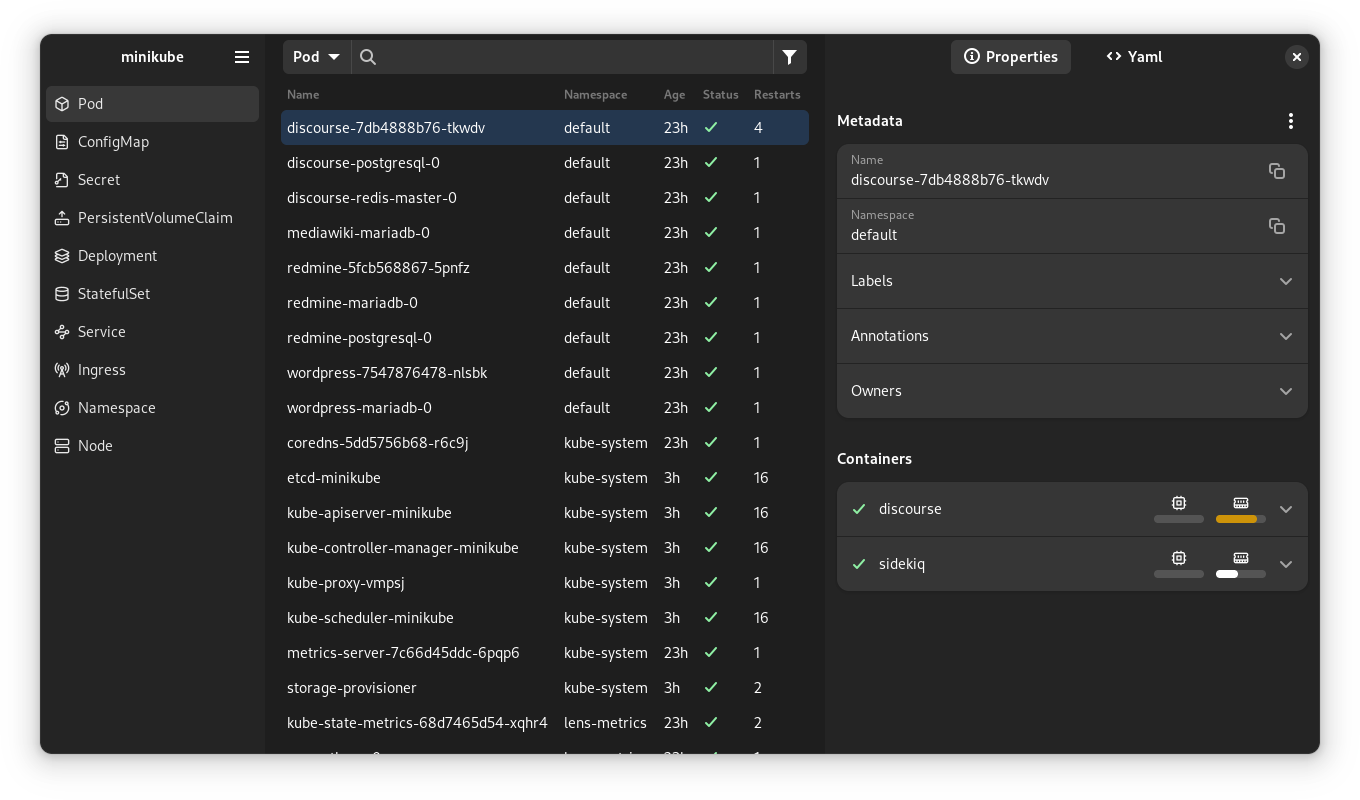 minikube
Pod
ConfigMap
Secret
PersistentVolumeClaim
Deployment
StatefulSet
Service
Ingress
Namespace
Node
Pod
Name Namespace Age Status Restarts
discourse-7db4888b76-tkwdv default 23h 4
discourse-postgresql-0 default 23h 1
discourse-redis-master-0 default 23h 1
mediawiki-mariadb-0 default 23h 1
redmine-5fcb568867-5pnfz default 23h 1
redmine-mariadb-0 default 23h 1
redmine-postgresql-0 default 23h 1
wordpress-7547876478-nlsbk default 23h 1
wordpress-mariadb-0 default 23h 1
coredns-5dd5756b68-r6c9j kube-system 23h 1
etcd-minikube kube-system 3h 16
kube-apiserver-minikube kube-system 3h 16
kube-controller-manager-minikube kube-system 3h 16
kube-proxy-vmpsj kube-system 3h 1
kube-scheduler-minikube kube-system 3h 16
metrics-server-7c66d45ddc-6pqp6 kube-system 23h 1
storage-provisioner kube-system 3h 2
kube-state-metrics-68d7465d54-xqhr4 lens-metrics 23h 2
Properties
Yaml
Metadata
Name
discourse-7db4888b76-tkwdv
Namespace
default
Labels
Annotations
Owners
Containers
discourse
sidekiq